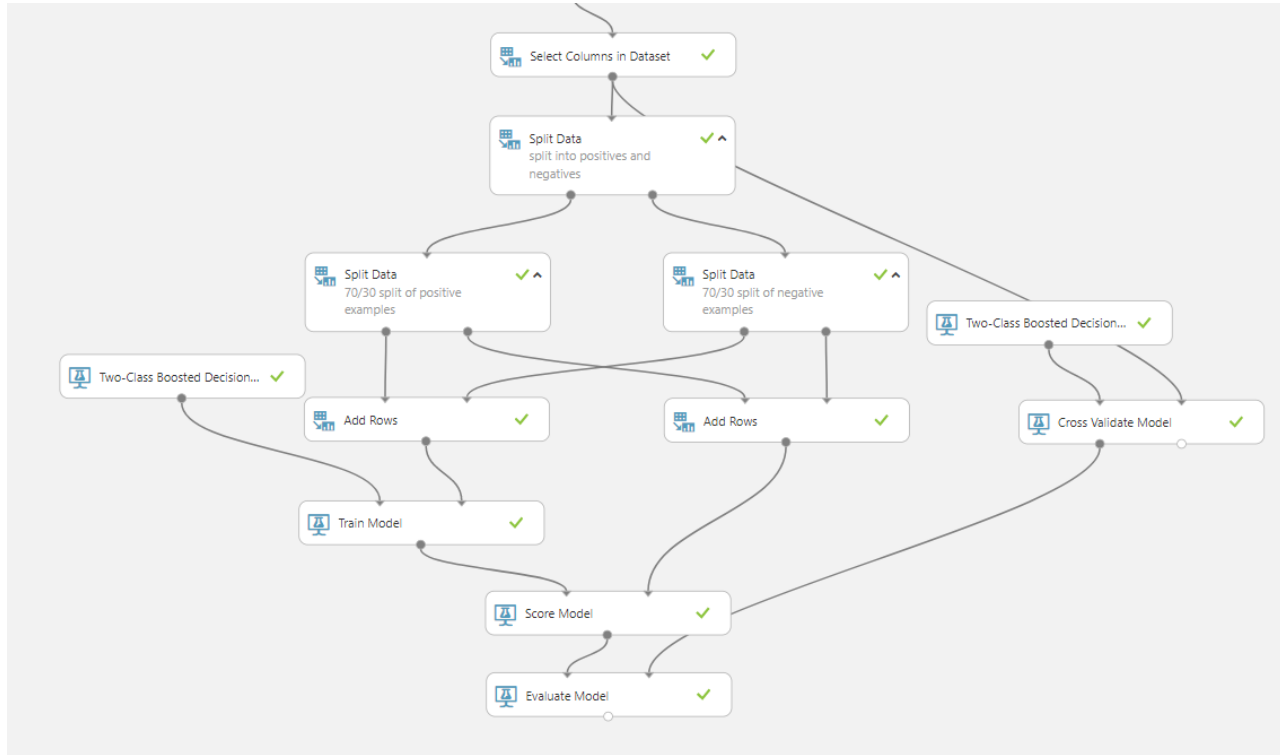 Select Columns in Dataset
Split Data
split into positives and
negatives
Split Data
70/30 split of positive
examples
Split Data
70/30 split of negative
examples
Two-Class Boosted Decision...
Two-Class Boosted Decision...
Add Rows
Add Rows
Cross Validate Model
Train Model
Score Model
Evaluate Model